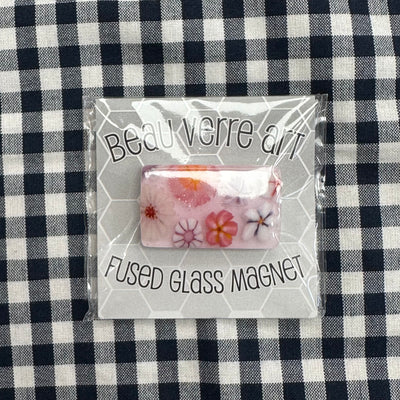 Beau Verre Art
Fused Glass Magnet